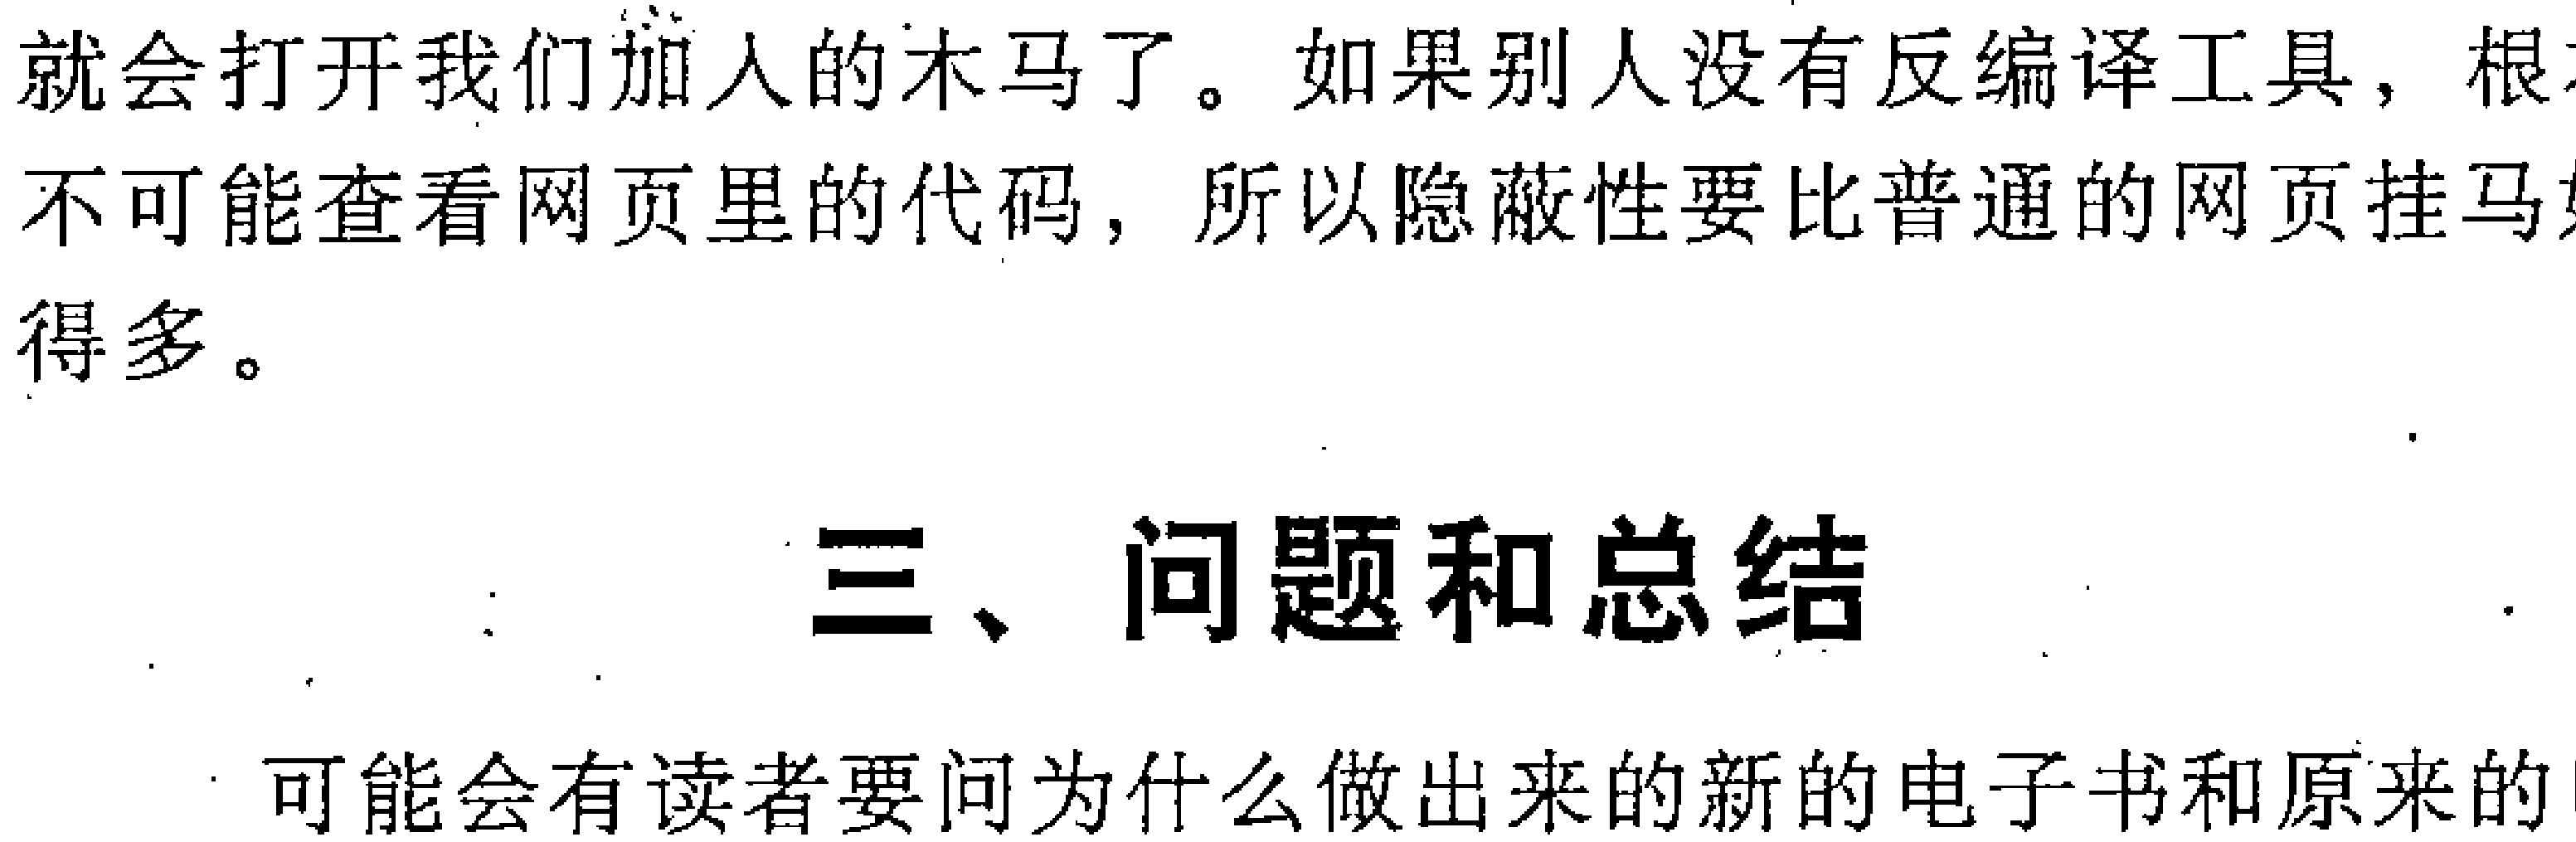 就会打开我们加入的木马了。如果别人没有反编译工具，根
不可能查看网页里的代码，所以隐蔽性要比普通的网页挂马
得多。
三、问题和总结
可能会有读者要问为什么做出来的新的电子书和原来的